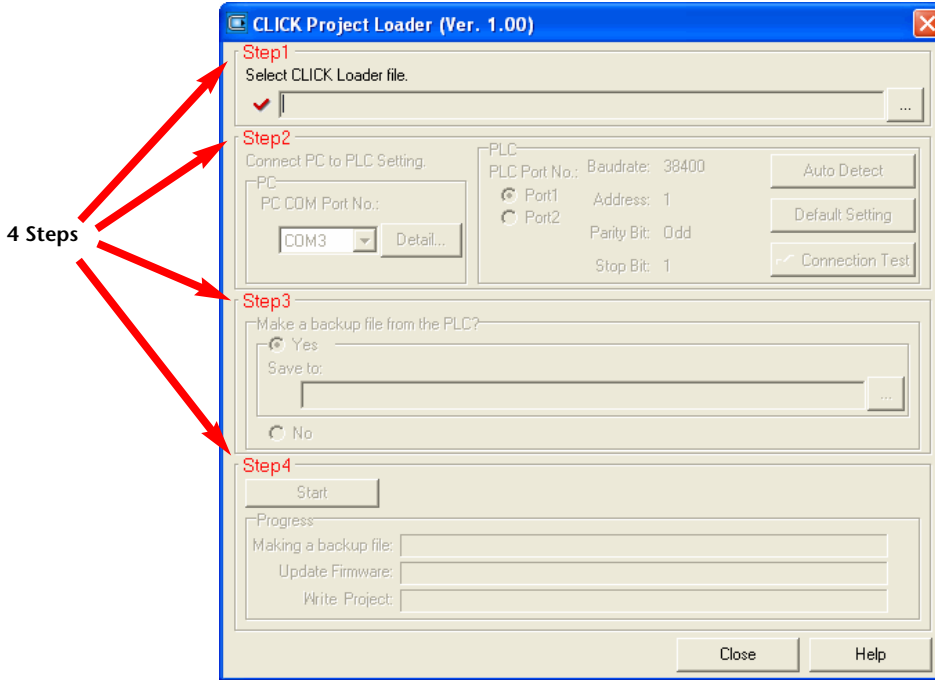 CLICK Project Loader (Ver. 1.00)
Step1
Select CLICK Loader file.
...
Step2
Connect PC to PLC Setting.
PC
PC COM Port No.:
COM3
Detail...
PLC
PLC Port No.:
Port1
Port2
Baudrate: 38400
Address: 1
Parity Bit: Odd
Stop Bit: 1
Auto Detect
Default Setting
Connection Test
4 Steps
Step3
Make a backup file from the PLC?
Yes
Save to:
...
No
Step4
Start
Progress
Making a backup file:
Update Firmware:
Write Project:
Close
Help